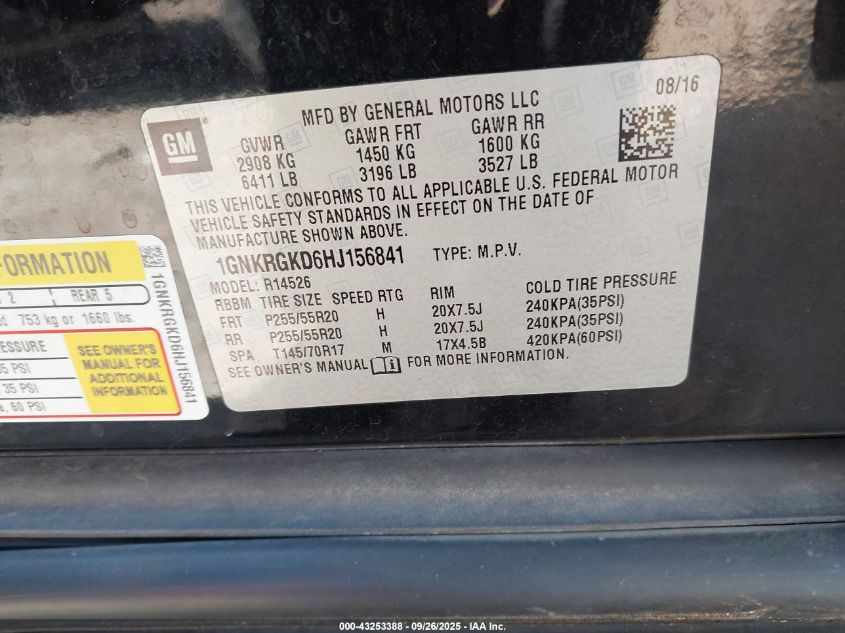 MFD BY GENERAL MOTORS LLC
08/16
GM
GVWR GAWR FRT GAWR RR
2908 KG 1450 KG 1600 KG
6411 LB 3196 LB 3527 LB
THIS VEHICLE CONFORMS TO ALL APPLICABLE U.S. FEDERAL MOTOR
VEHICLE SAFETY STANDARDS IN EFFECT ON THE DATE OF
MANUFACTURE SHOWN ABOVE.
1GNKRGKD6HJ156841 TYPE: M.P.V.
MODEL: R14526
RBBM TIRE SIZE SPEED RTG RIM COLD TIRE PRESSURE
FRT P255/55R20 H 20X7.5J 240KPA(35PSI)
RR P255/55R20 H 20X7.5J 240KPA(35PSI)
SPA T145/70R17 M 17X4.5B 420KPA(60PSI)
SEE OWNER'S MANUAL FOR MORE INFORMATION.
2 REAR 5
753 kg or 1660 lbs.
SEE OWNER'S
MANUAL FOR
ADDITIONAL
INFORMATION
35 PSI
60 PSI
1GNKRGKD6HJ156841
000-43253388 - 09/26/2025 - IAA Inc.